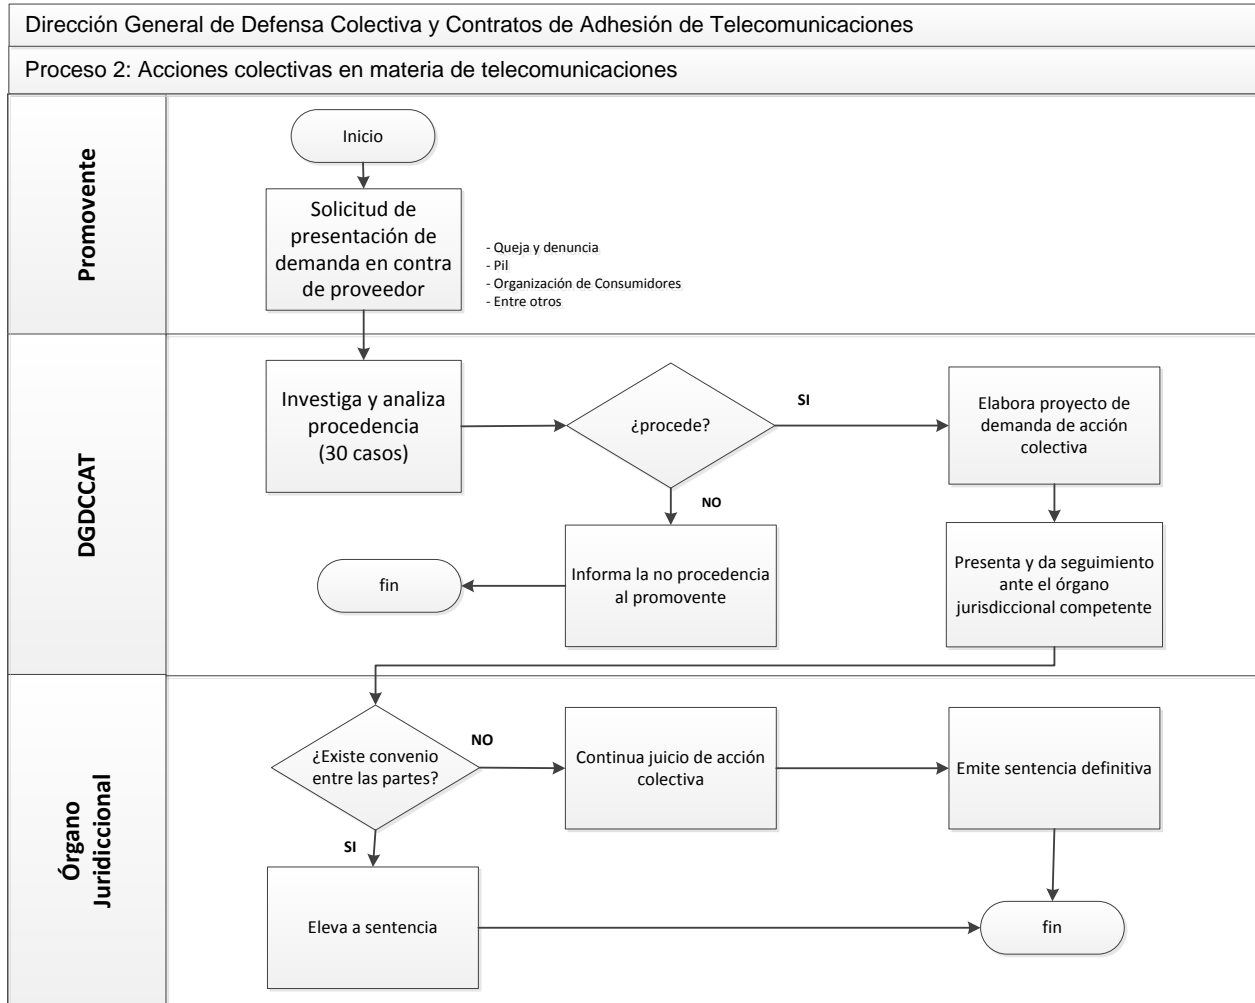 Dirección General de Defensa Colectiva y Contratos de Adhesión de Telecomunicaciones
Proceso 2: Acciones colectivas en materia de telecomunicaciones
Promovente
Inicio
Solicitud de
presentación de
demanda en contra
de proveedor
- Queja y denuncia
- Pil
- Organización de Consumidores
- Entre otros
DGDCCAT
Investiga y analiza
procedencia
(30 casos)
¿procede?
SI
Elabora proyecto de
demanda de acción
colectiva
NO
fin
Informa la no procedencia
al promovente
Presenta y da seguimiento
ante el órgano
jurisdiccional competente
Órgano
Juridiccional
¿Existe convenio
entre las partes?
NO
Continua juicio de acción
colectiva
Emite sentencia definitiva
SI
Eleva a sentencia
fin